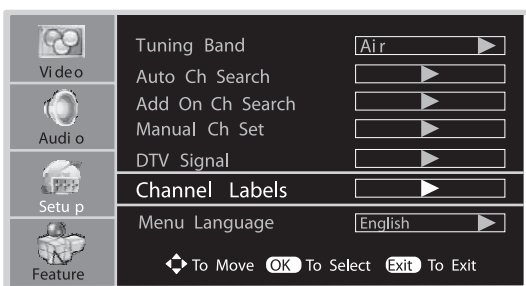 Video
Audio
Setup
Feature
Tuning Band Air
Auto Ch Search
Add On Ch Search
Manual Ch Set
DTV Signal
Channel Labels
Menu Language English
To Move OK To Select Exit To Exit